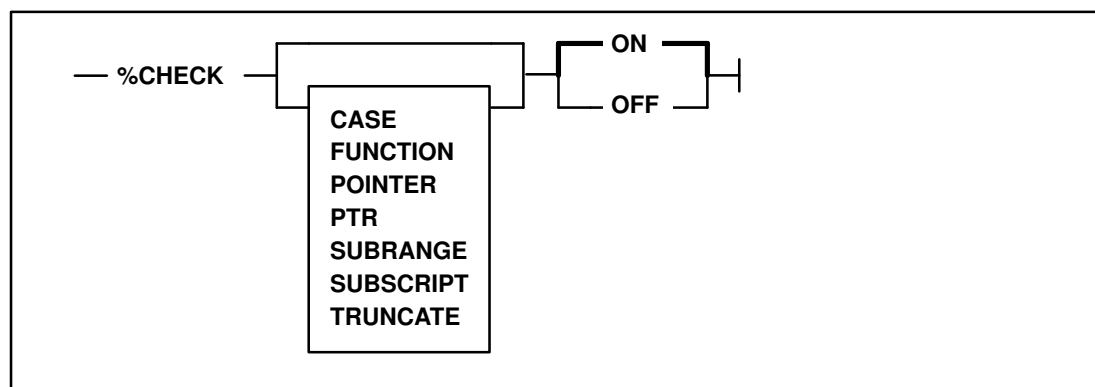 %CHECK
ON
OFF
CASE
FUNCTION
POINTER
PTR
SUBRANGE
SUBSCRIPT
TRUNCATE